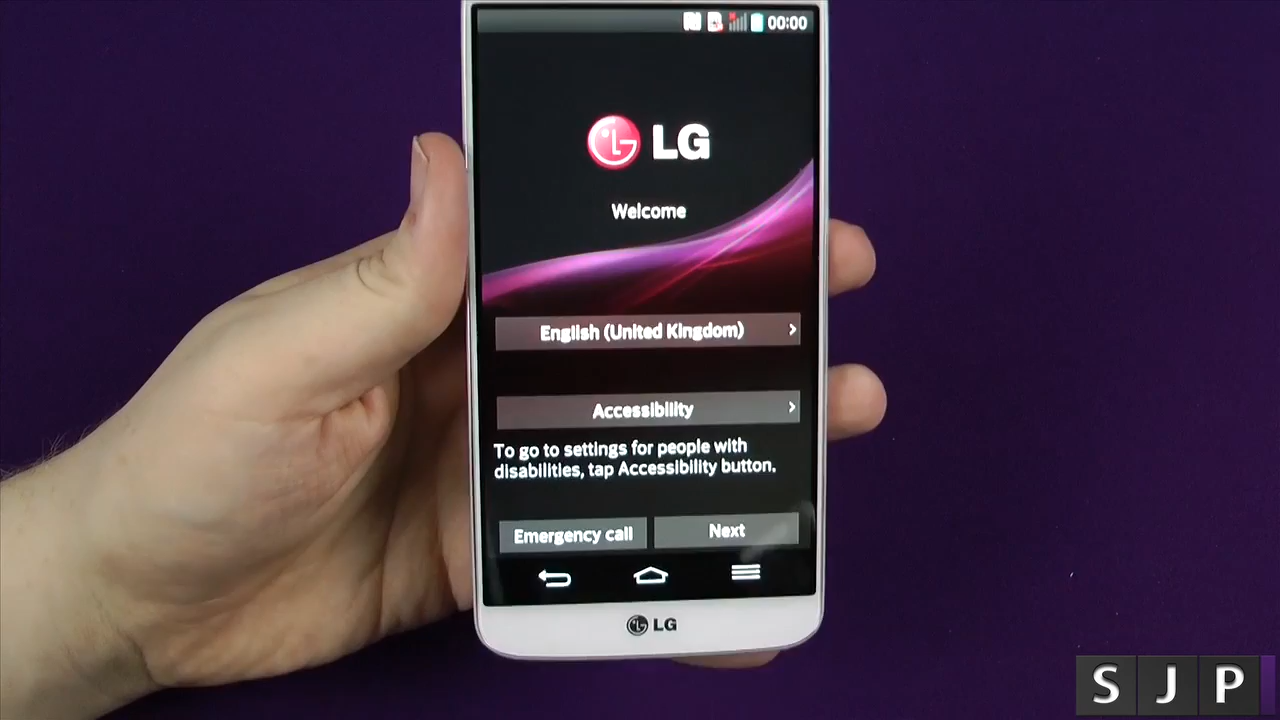 00:00
LG
Welcome
English (United Kingdom)
Accessibility
To go to settings for people with
disabilities, tap Accessibility button.
Emergency call
Next
LG
SJP